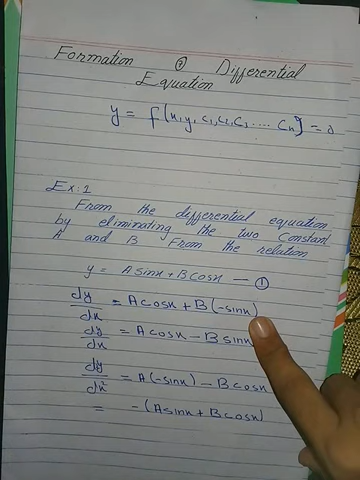 Formation of Differential
Equation
y = f(x, y, c₁, c₂, c₃ .... cₙ) = 0
Ex: 1
From the differential equation
by eliminating the two Constant
A and B From the relation
y = A sinx + B cosx — ①
dy/dx = A cosx + B(-sinx)
dy/dx = A cosx - B sinx
dy/dx² = A(-sinx) - B cosx
= -(A sinx + B cosx)